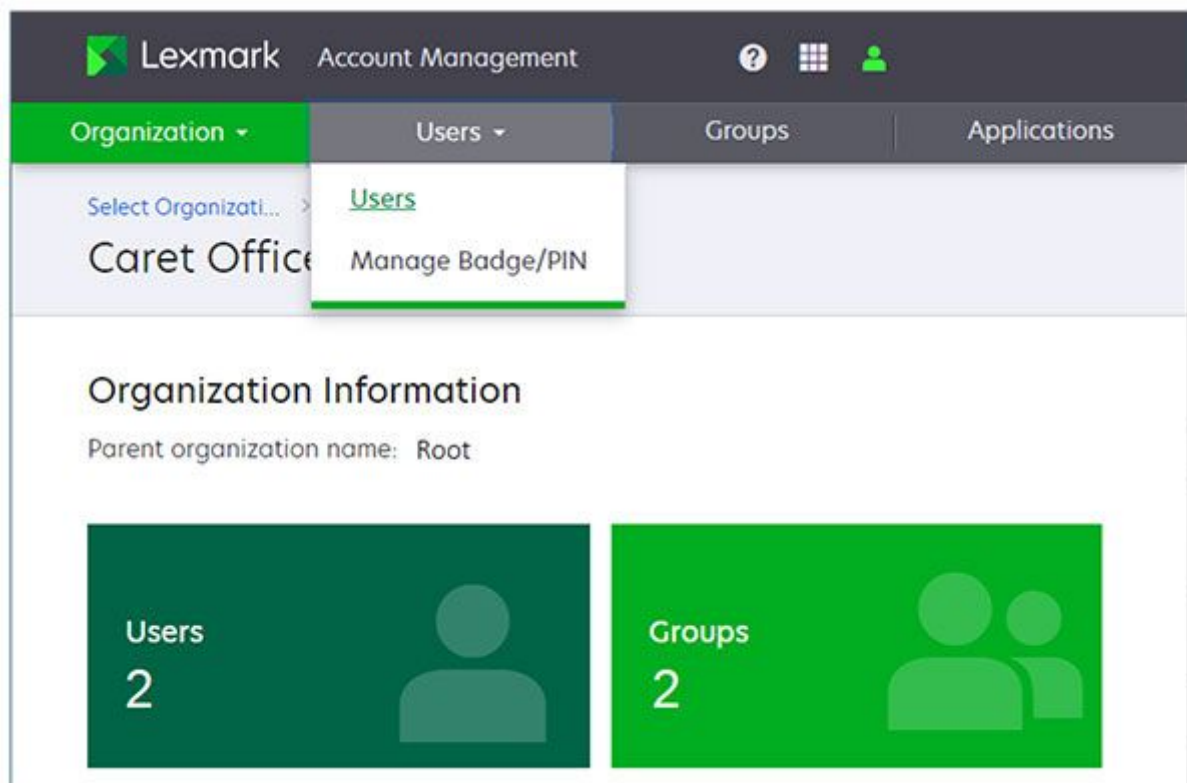 Lexmark Account Management ?
Organization Users Groups Applications
Select Organizati... >
Users
Caret Office
Manage Badge/PIN
Organization Information
Parent organization name: Root
Users
2
Groups
2